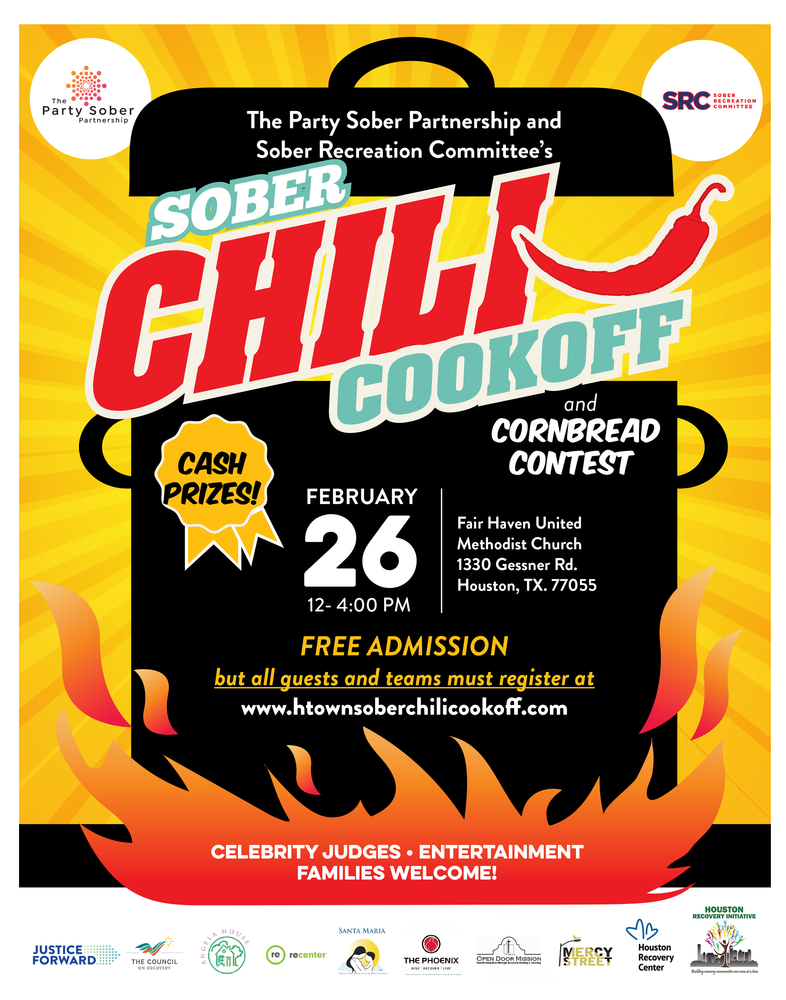 The
Party Sober
Partnership
SRC SOBER
RECREATION
COMMITTEE
The Party Sober Partnership and
Sober Recreation Committee's
SOBER
CHILI
COOKOFF
and
CORNBREAD
CONTEST
CASH
PRIZES!
FEBRUARY
26
12- 4:00 PM
Fair Haven United
Methodist Church
1330 Gessner Rd.
Houston, TX. 77055
FREE ADMISSION
but all guests and teams must register at
www.htownsoberchilicookoff.com
CELEBRITY JUDGES • ENTERTAINMENT
FAMILIES WELCOME!
JUSTICE
FORWARD
THE COUNCIL
ON RECOVERY
ANGELA HOUSE
re recenter
SANTA MARIA
THE PHOENIX
RISE | RECOVER | LIVE
OPEN DOOR MISSION
Transforming lives Through Recovery Healing & Learning
MERCY
STREET
Houston
Recovery
Center
HOUSTON
RECOVERY INITIATIVE
Building recovery communities one voice at a time